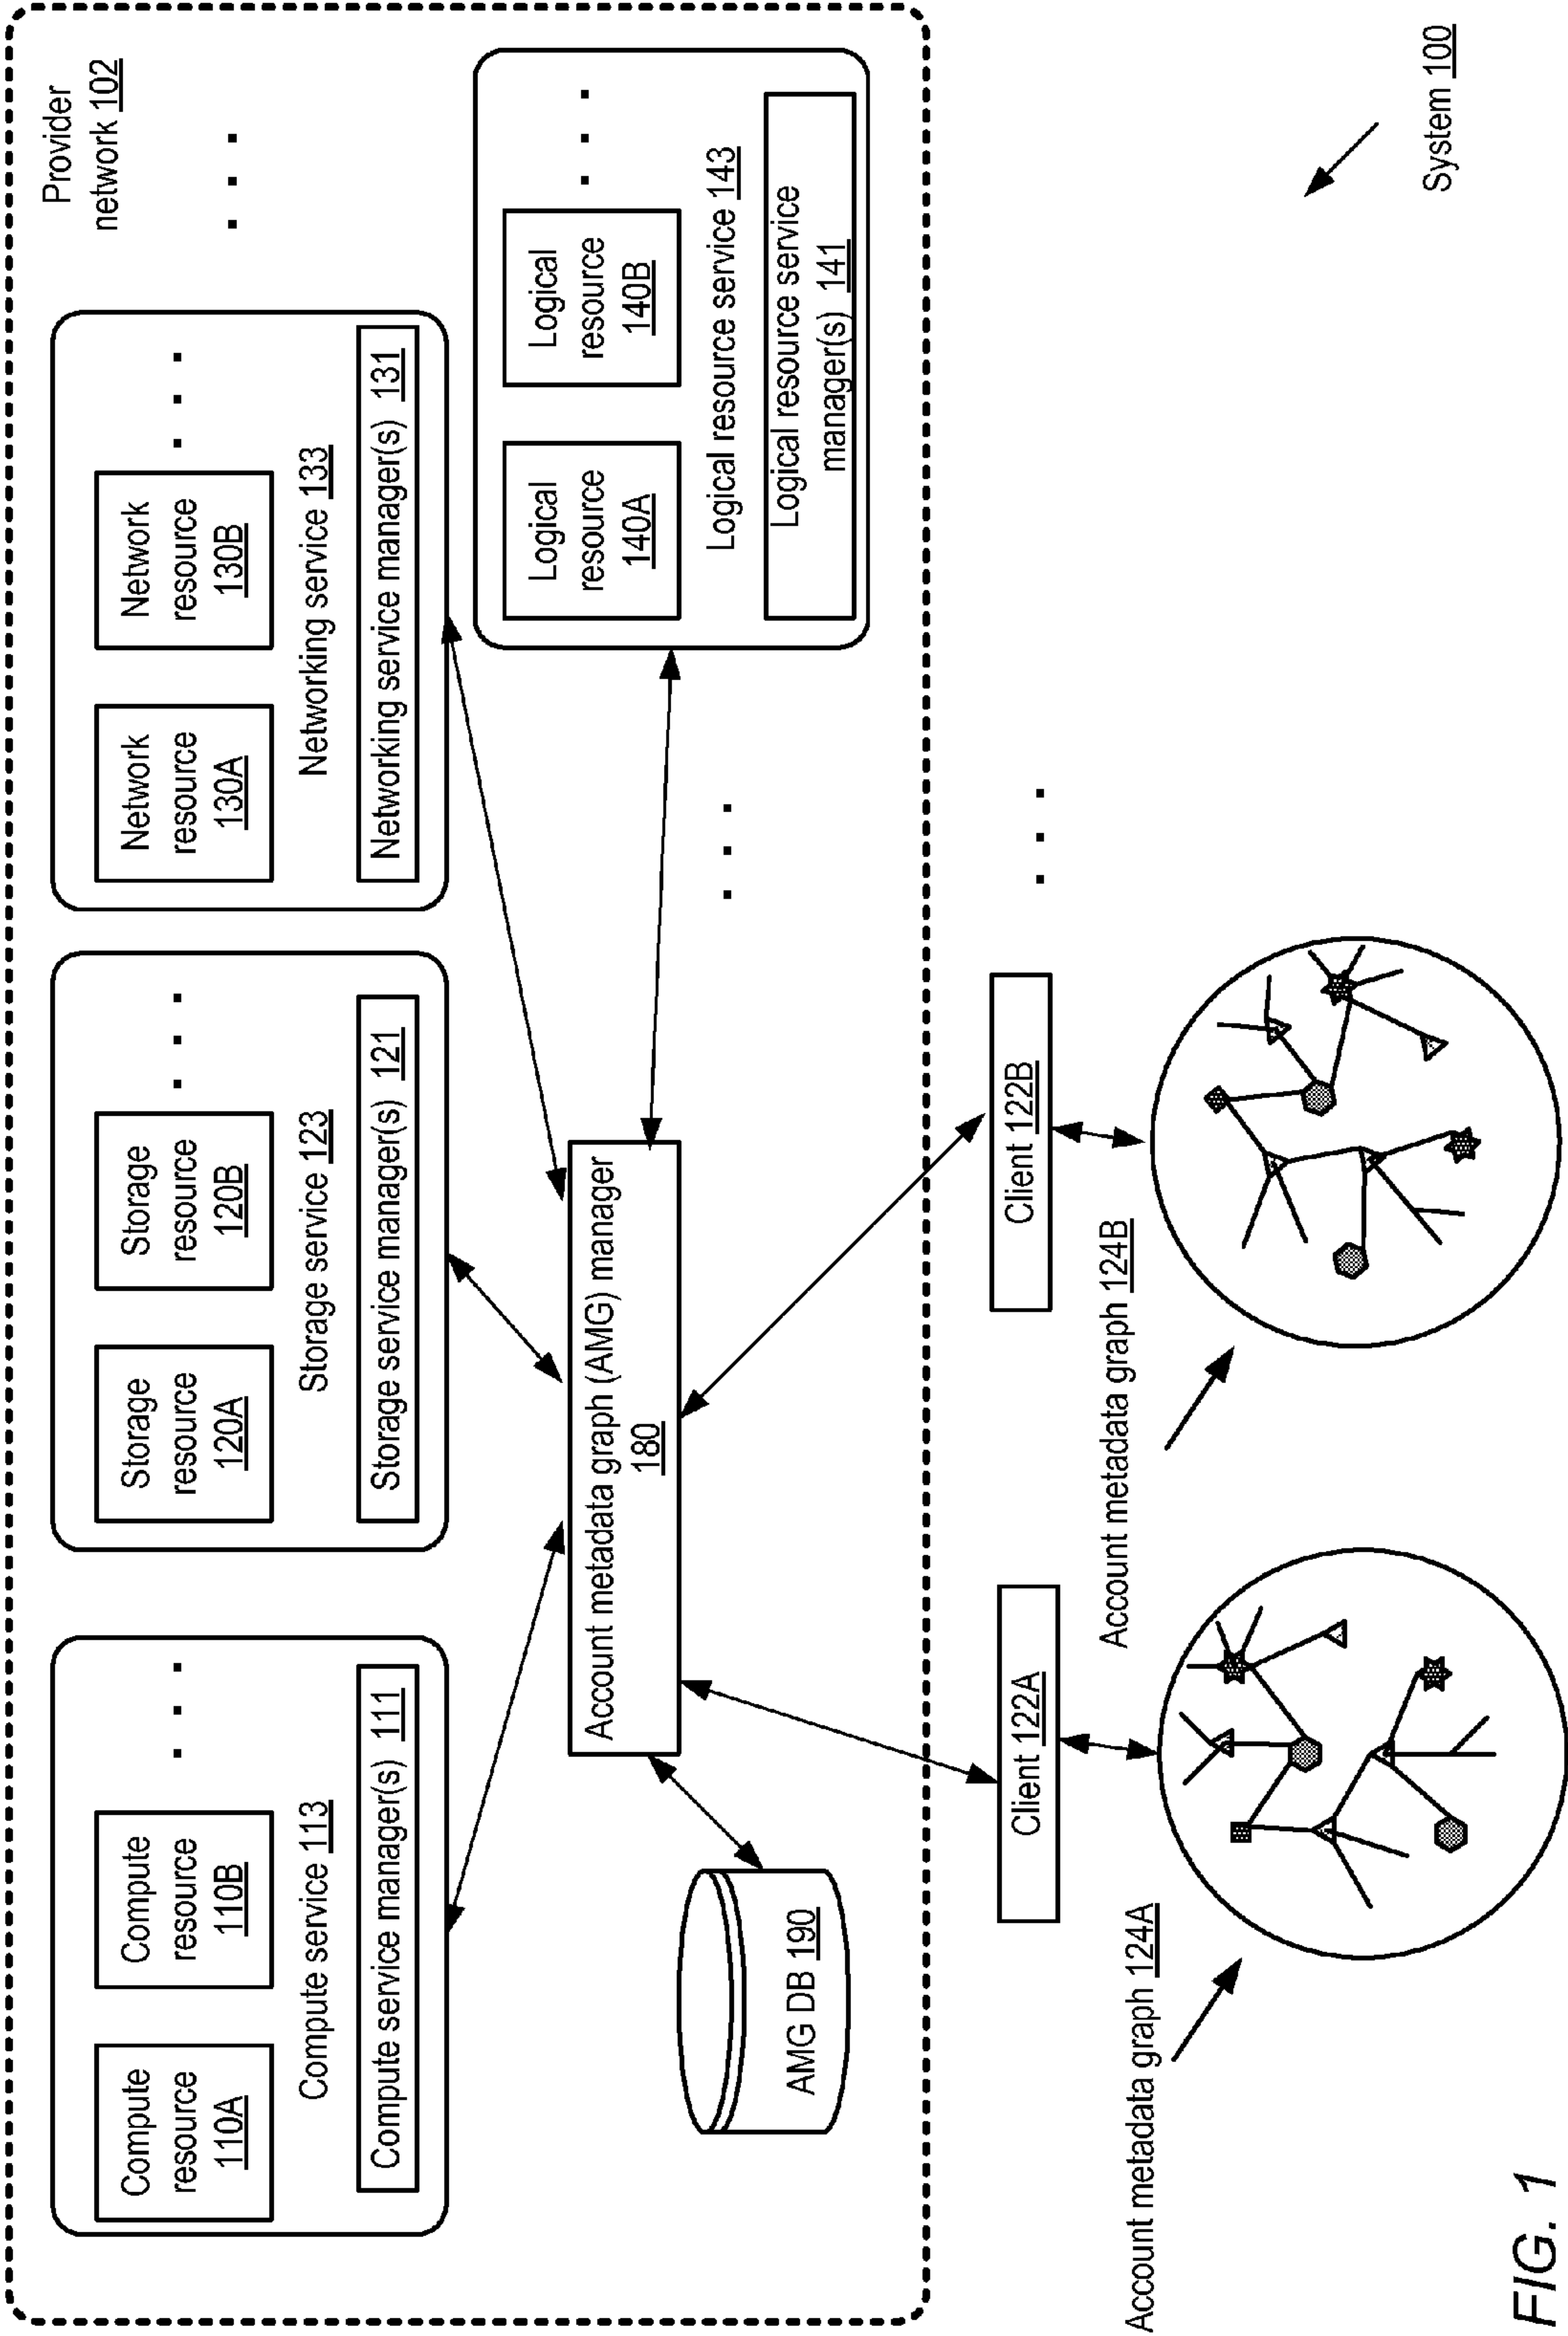 Provider
network 102
Compute
resource
110A
Compute
resource
110B
. . .
Compute service 113
Compute service manager(s) 111
Storage
resource
120A
Storage
resource
120B
. . .
Storage service 123
Storage service manager(s) 121
Network
resource
130A
Network
resource
130B
. . .
Networking service 133
Networking service manager(s) 131
. . .
Logical
resource
140A
Logical
resource
140B
. . .
Logical resource service 143
Logical resource service
manager(s) 141
Account metadata graph (AMG) manager
180
AMG DB 190
. . .
Client 122A
Client 122B
. . .
Account metadata graph 124A
Account metadata graph 124B
System 100
FIG. 1